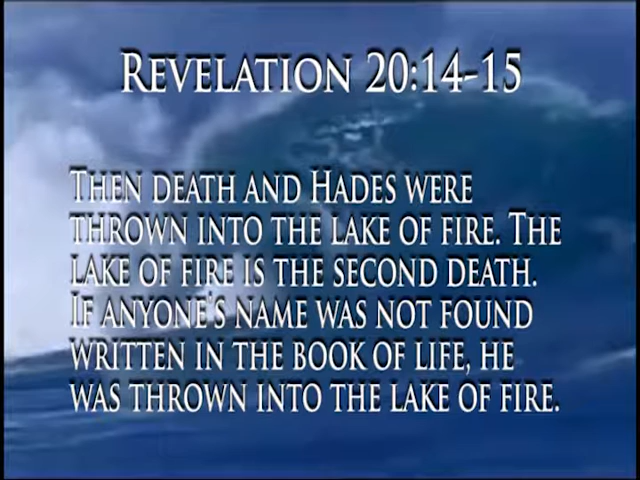 Revelation 20:14-15
Then death and Hades were
thrown into the lake of fire. The
lake of fire is the second death.
If anyone's name was not found
written in the book of life, he
was thrown into the lake of fire.